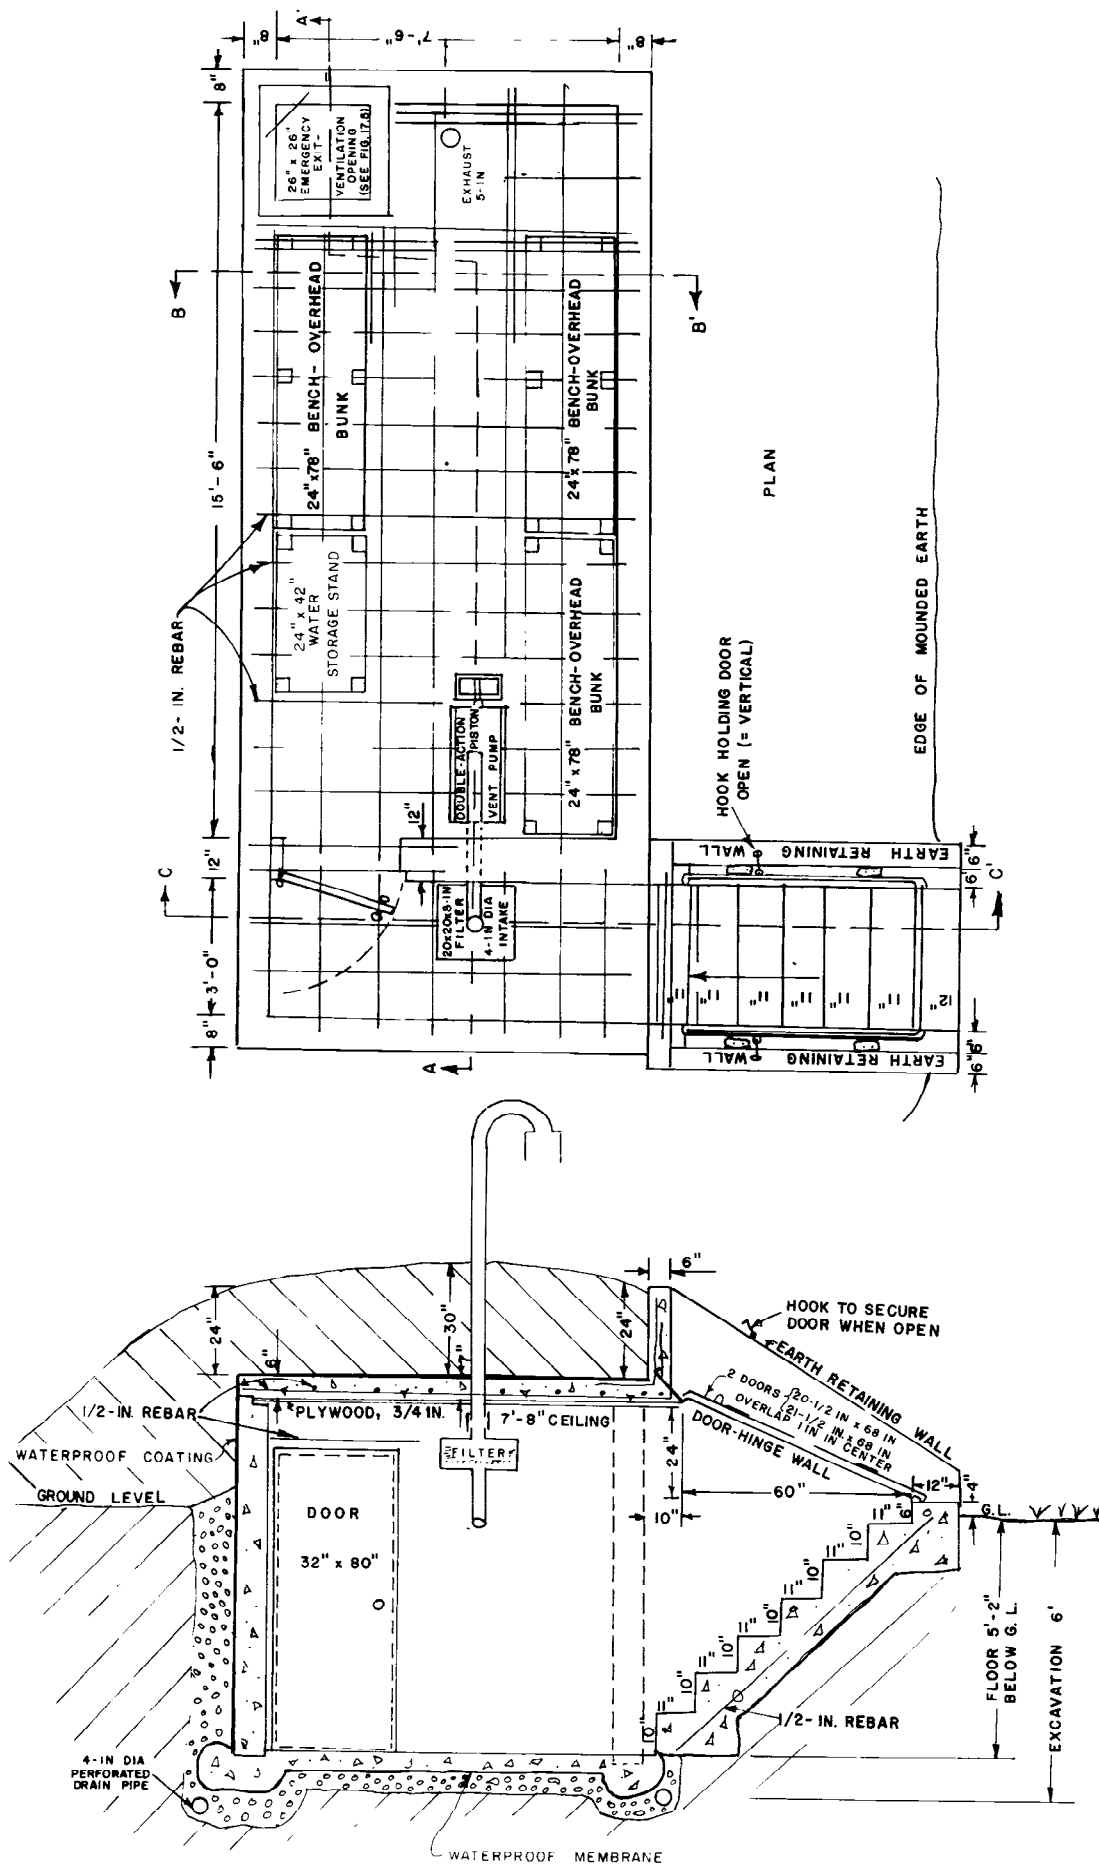 A'
8"
7'-6"
8"
8"
26" x 26"
EMERGENCY
EXIT-
VENTILATION
OPENING
(SEE FIG. 17.5)
EXHAUST
5-IN
B
B'
24"x78" BENCH-OVERHEAD
BUNK
24"x78" BENCH-OVERHEAD
BUNK
15'-6"
PLAN
1/2-IN. REBAR
24" x 42"
WATER
STORAGE STAND
24"x78" BENCH-OVERHEAD
BUNK
DOUBLE-ACTION
PISTON
VENT PUMP
HOOK HOLDING DOOR
OPEN (= VERTICAL)
EDGE OF MOUNDED EARTH
12"
12"
C
C'
20x20x8-IN
FILTER
4-IN DIA
INTAKE
EARTH RETAINING
WALL
6"
6"
3'-0"
8"
11"
11"
11"
11"
11"
12"
A
EARTH RETAINING
WALL
6"
6"
6"
24"
30"
24"
HOOK TO SECURE
DOOR WHEN OPEN
EARTH RETAINING WALL
6"
7"
2 DOORS (20-1/2 IN x 68 IN
(21-1/2 IN. x 68 IN
OVERLAP 1 IN IN CENTER
DOOR-HINGE WALL
1/2-IN. REBAR
PLYWOOD, 3/4 IN.
7'-8" CEILING
WATERPROOF COATING
FILTER
24"
60"
12"
4"
GROUND LEVEL
10"
G.L.
DOOR
32" x 80"
6"
11"
10"
11"
10"
11"
10"
11"
10"
11"
10"
11"
10"
FLOOR 5'-2"
BELOW G.L.
EXCAVATION 6'
1/2-IN. REBAR
4-IN DIA
PERFORATED
DRAIN PIPE
WATERPROOF MEMBRANE